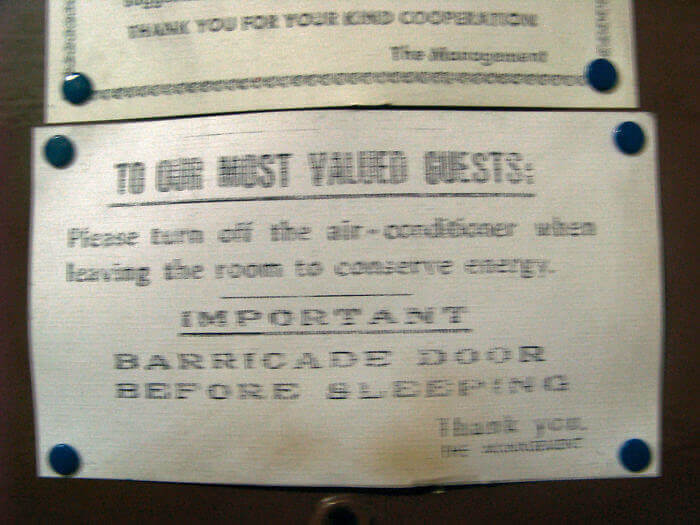 THANK YOU FOR YOUR KIND COOPERATION
The Management
TO OUR MOST VALUED GUESTS:
Please turn off the air-conditioner when
leaving the room to conserve energy.
IMPORTANT
BARRICADE DOOR
BEFORE SLEEPING
Thank you.
THE MANAGEMENT